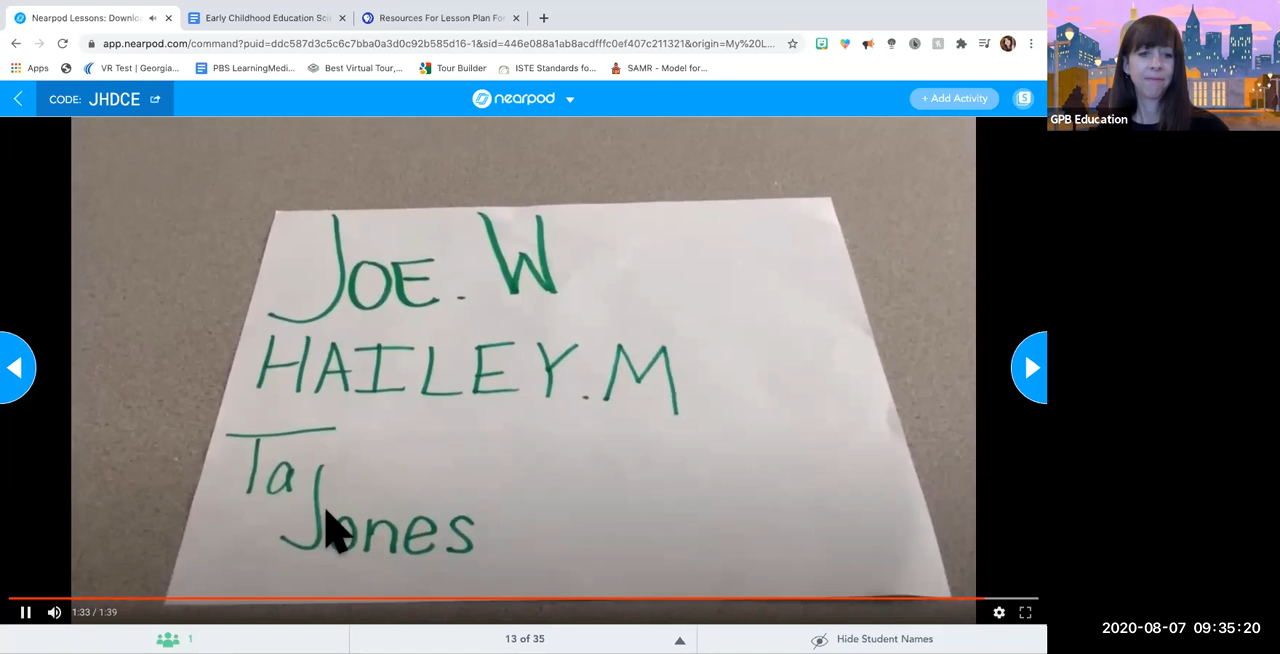 Nearpod Lessons: Downlo
Early Childhood Education Sci
Resources For Lesson Plan Fo
app.nearpod.com/command?puid=ddc587d3c5c6c7bba0a3d0c92b585d16-1&sid=446e088a1ab8acdfffc0ef407c211321&origin=My%20L...
Apps
VR Test | Georgia...
PBS LearningMedi...
Best Virtual Tour,...
Tour Builder
ISTE Standards fo...
SAMR - Model for...
CODE: JHDCE
nearpod
+ Add Activity
S
GPB Education
JOE. W
HAILEY. M
Ta
Jones
1:33 / 1:39
1
13 of 35
Hide Student Names
2020-08-07 09:35:20